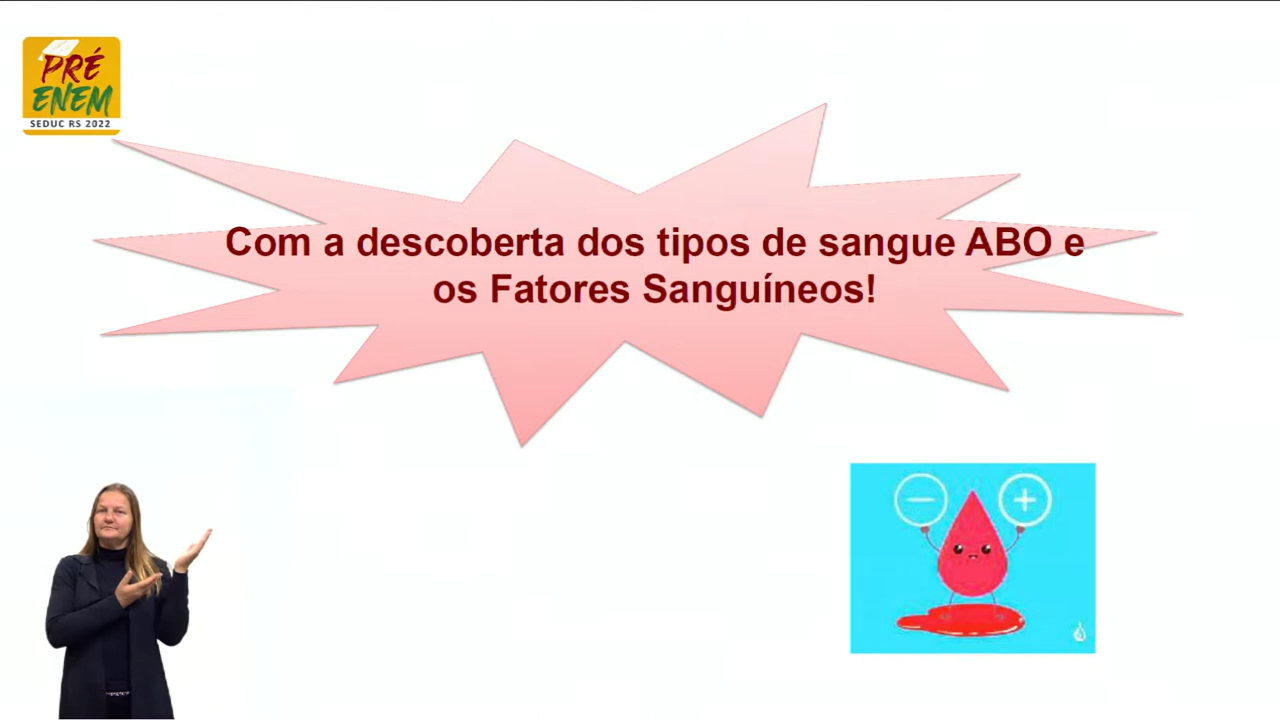 PRÉ
ENEM
SEDUC RS 2022
Com a descoberta dos tipos de sangue ABO e
os Fatores Sanguíneos!